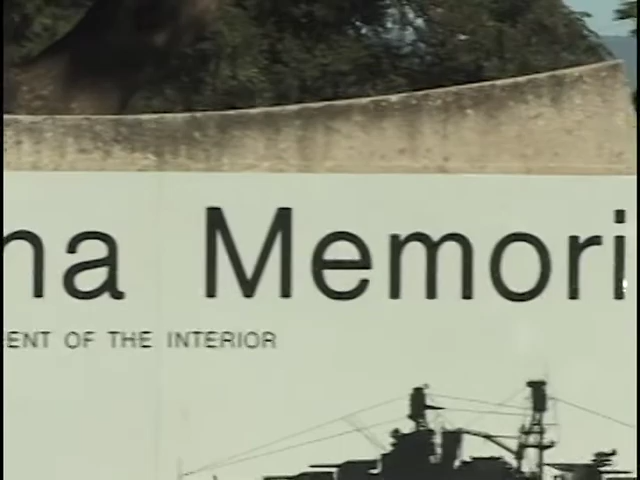 na Memori
ENT OF THE INTERIOR